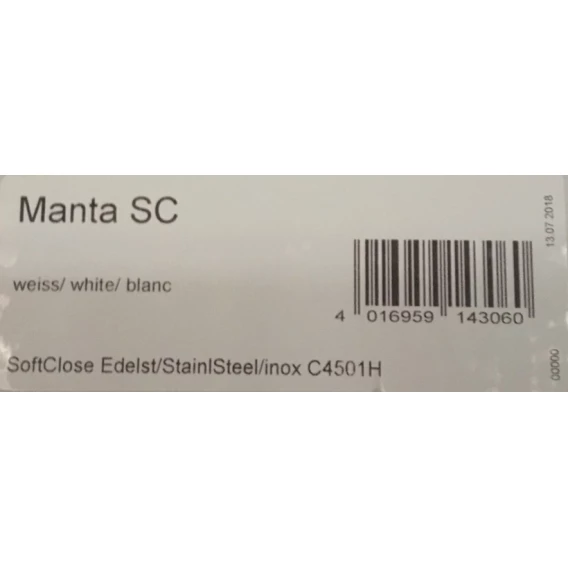 Manta SC
13.07.2018
weiss/ white/ blanc
4 016959 143060
SoftClose Edelst/StainlSteel/inox C4501H
00000